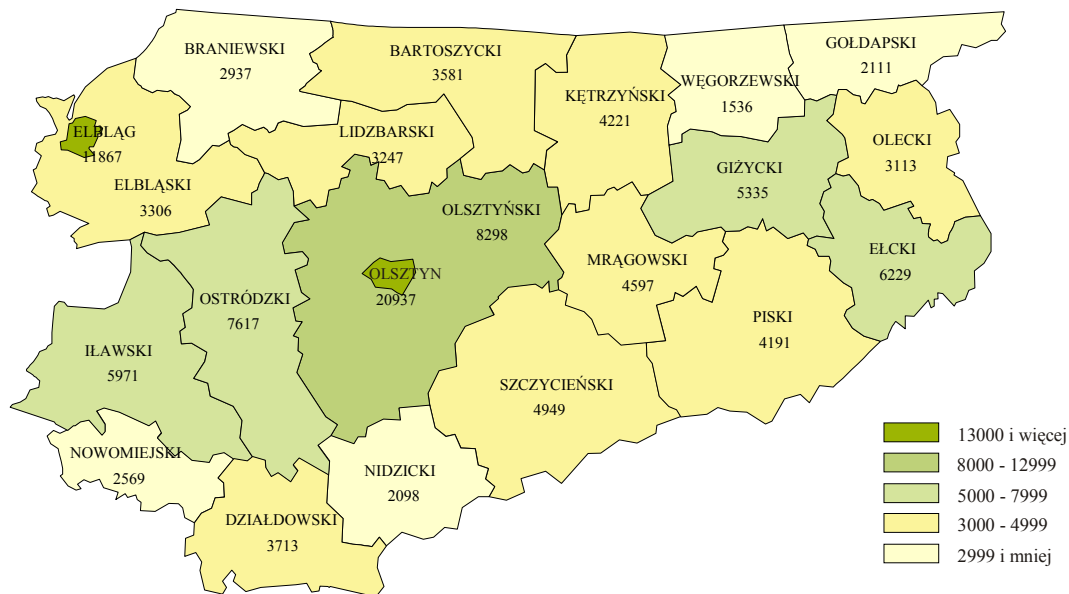 BRANIEWSKI
2937
BARTOSZYCKI
3581
GOŁDAPSKI
2111
WĘGORZEWSKI
1536
KĘTRZYŃSKI
4221
ELBLĄG
11867
LIDZBARSKI
3247
OLECKI
3113
GIŻYCKI
5335
ELBLĄSKI
3306
OLSZTYŃSKI
8298
EŁCKI
6229
MRĄGOWSKI
4597
OLSZTYN
20937
OSTRÓDZKI
7617
PISKI
4191
IŁAWSKI
5971
SZCZYCIEŃSKI
4949
NOWOMIEJSKI
2569
NIDZICKI
2098
DZIAŁDOWSKI
3713
13000 i więcej
8000 - 12999
5000 - 7999
3000 - 4999
2999 i mniej